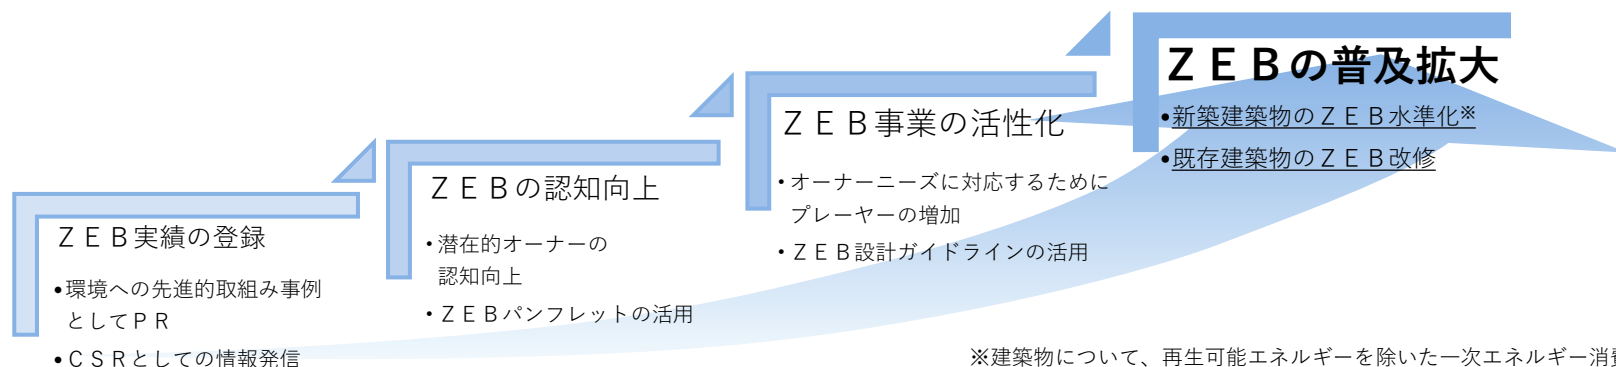 ＺＥＢ実績の登録
•環境への先進的取組み事例
としてＰＲ
•ＣＳＲとしての情報発信
ＺＥＢの認知向上
•潜在的オーナーの
認知向上
•ＺＥＢパンフレットの活用
ＺＥＢ事業の活性化
•オーナーニーズに対応するために
プレーヤーの増加
•ＺＥＢ設計ガイドラインの活用
ＺＥＢの普及拡大
•新築建築物のＺＥＢ水準化※
•既存建築物のＺＥＢ改修
※建築物について、再生可能エネルギーを除いた一次エネルギー消費